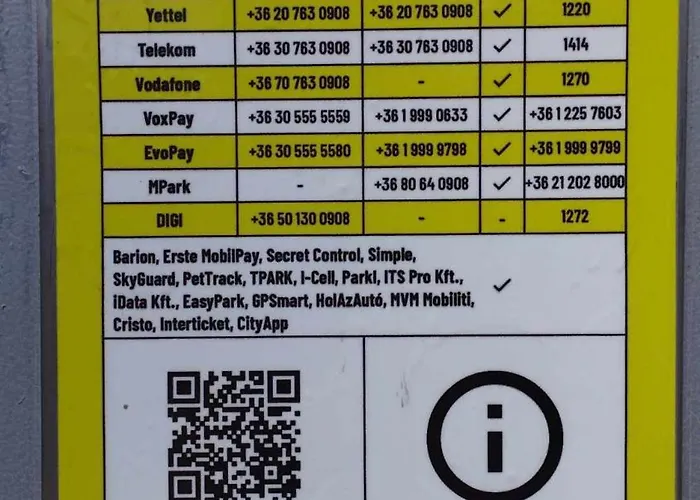 Yettel +36 20 763 0908 +36 20 763 0908 ✓ 1220
Telekom +36 30 763 0908 +36 30 763 0908 ✓ 1414
Vodafone +36 70 763 0908 - ✓ 1270
VoxPay +36 30 555 5559 +36 1 999 0633 ✓ +36 1 225 7603
EvoPay +36 30 555 5580 +36 1 999 9798 ✓ +36 1 999 9799
MPark - +36 80 64 0908 ✓ +36 21 202 8000
DIGI +36 50 130 0908 - - 1272
Barion, Erste MobilPay, Secret Control, Simple,
SkyGuard, PetTrack, TPARK, I-Cell, Parkl, ITS Pro Kft.,
iData Kft., EasyPark, GPSmart, HolAzAutó, MVM Mobiliti, ✓
Cristo, Interticket, CityApp
i